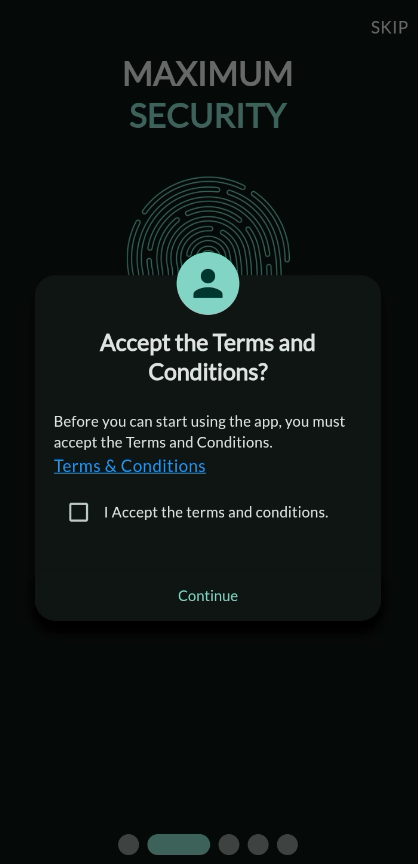 SKIP
MAXIMUM
SECURITY
Accept the Terms and
Conditions?
Before you can start using the app, you must
accept the Terms and Conditions.
Terms & Conditions
I Accept the terms and conditions.
Continue